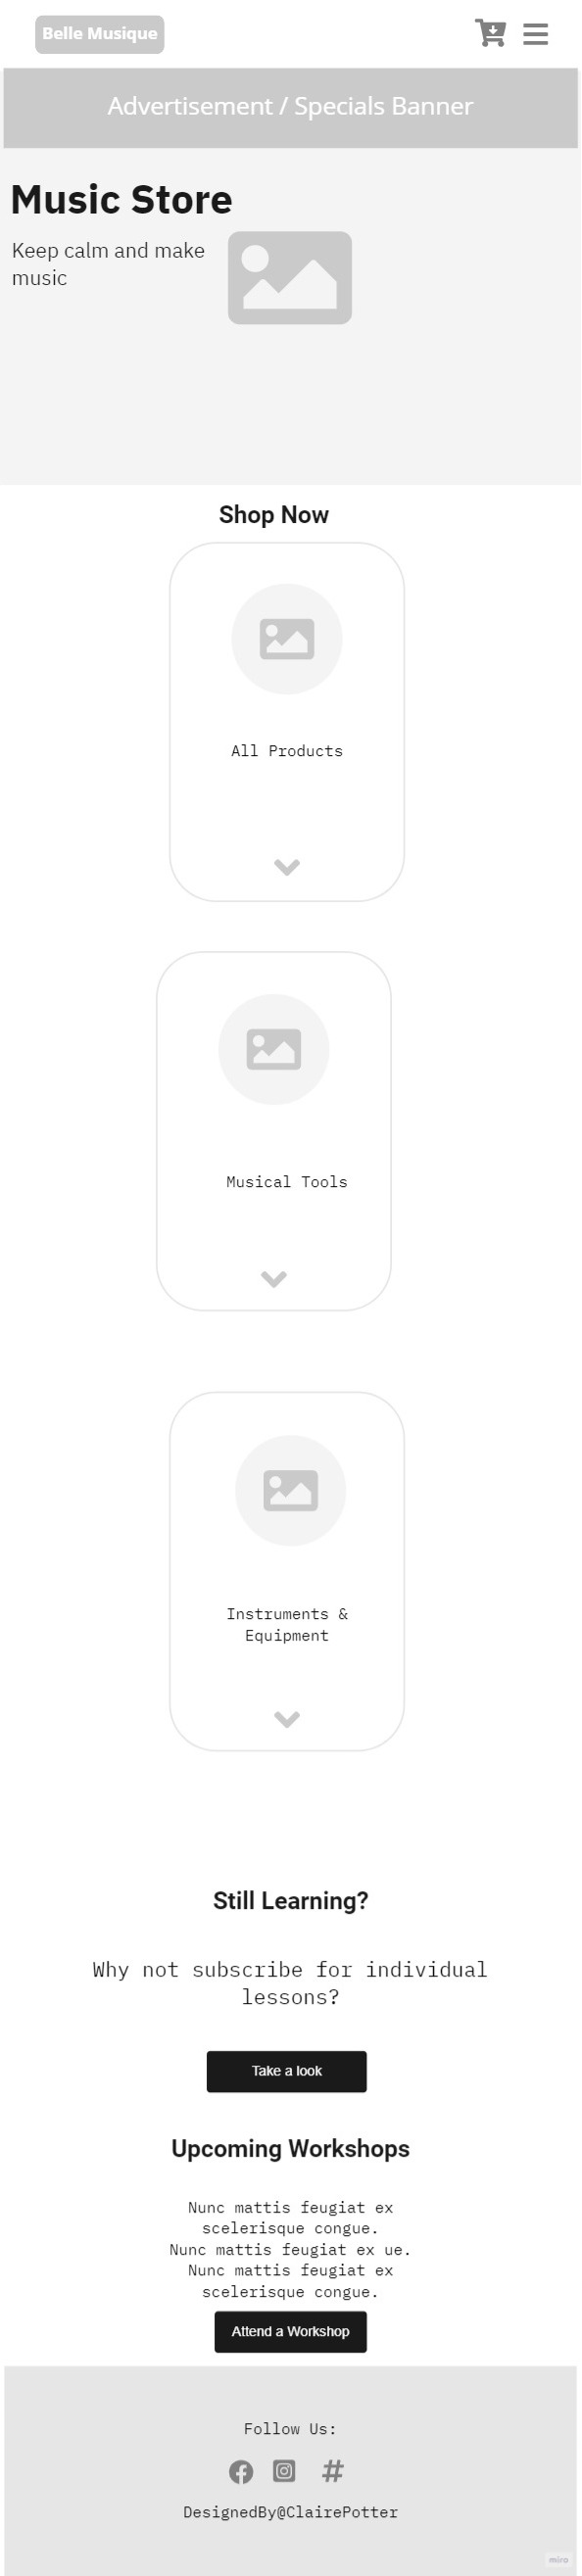 Belle Musique
Advertisement / Specials Banner
Music Store
Keep calm and make
music
Shop Now
All Products
Musical Tools
Instruments &
Equipment
Still Learning?
Why not subscribe for individual
lessons?
Take a look
Upcoming Workshops
Nunc mattis feugiat ex
scelerisque congue.
Nunc mattis feugiat ex ue.
Nunc mattis feugiat ex
scelerisque congue.
Attend a Workshop
Follow Us:
#
DesignedBy@ClairePotter
miro